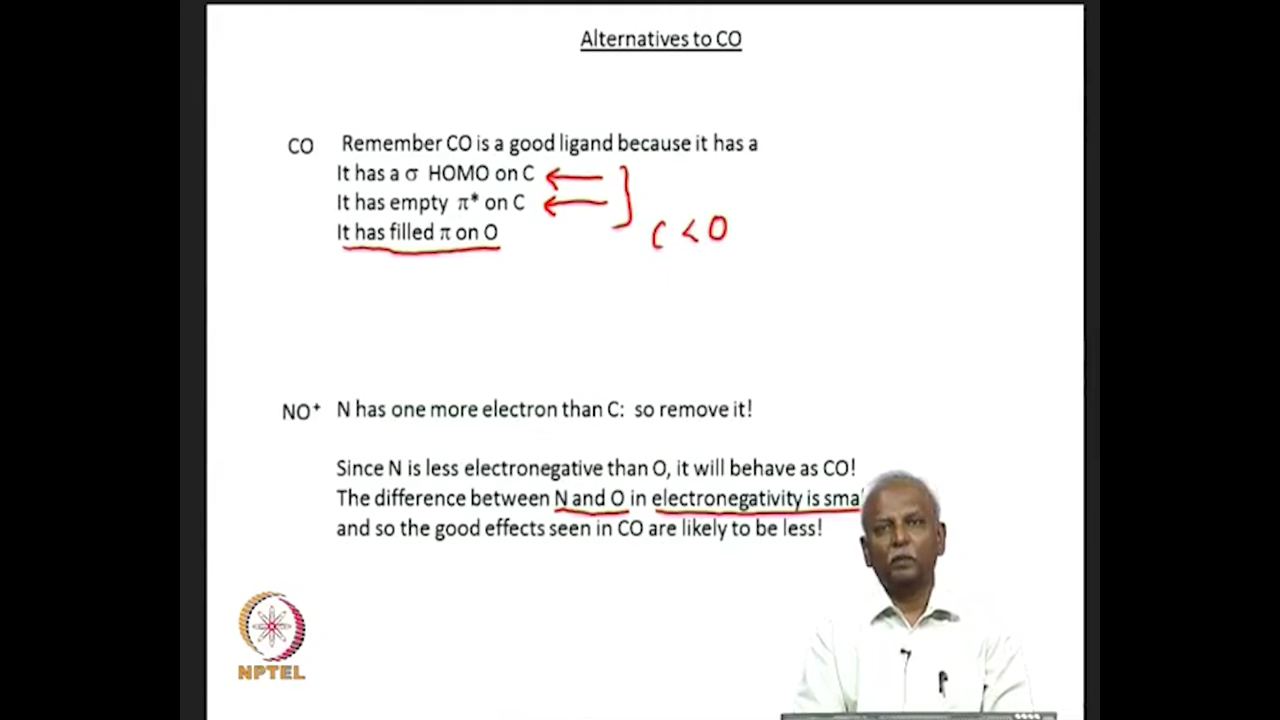 Alternatives to CO
CO Remember CO is a good ligand because it has a
It has a σ HOMO on C
It has empty π* on C
It has filled π on O
C < O
NO⁺ N has one more electron than C: so remove it!
Since N is less electronegative than O, it will behave as CO!
The difference between N and O in electronegativity is smal
and so the good effects seen in CO are likely to be less!
NPTEL